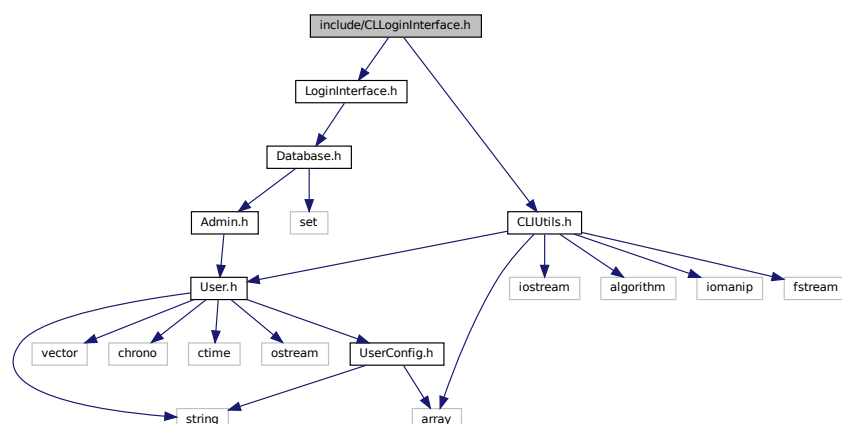 include/CLLoginInterface.h
LoginInterface.h
Database.h
Admin.h
set
CLIUtils.h
User.h
iostream
algorithm
iomanip
fstream
vector
chrono
ctime
ostream
UserConfig.h
string
array